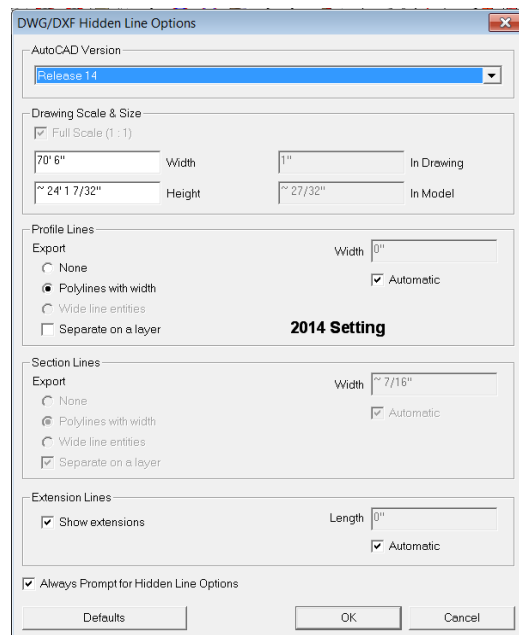 DWG/DXF Hidden Line Options
AutoCAD Version
Release 14
Drawing Scale & Size
Full Scale (1 : 1)
70' 6" Width 1" In Drawing
~ 24' 1 7/32" Height ~ 27/32" In Model
Profile Lines
Export Width 0"
None
Polylines with width Automatic
Wide line entities
Separate on a layer 2014 Setting
Section Lines
Export Width ~ 7/16"
None
Polylines with width Automatic
Wide line entities
Separate on a layer
Extension Lines
Show extensions Length 0"
Automatic
Always Prompt for Hidden Line Options
Defaults OK Cancel